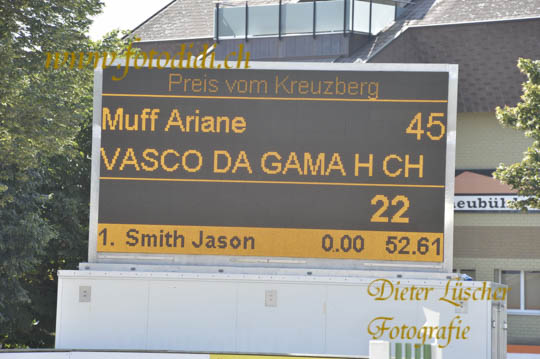 www.fotodidi.ch
Preis vom Kreuzberg
Muff Ariane 45
VASCO DA GAMA H CH
22
1. Smith Jason 0.00 52.61
neubül
Dieter Lüscher
Fotografie